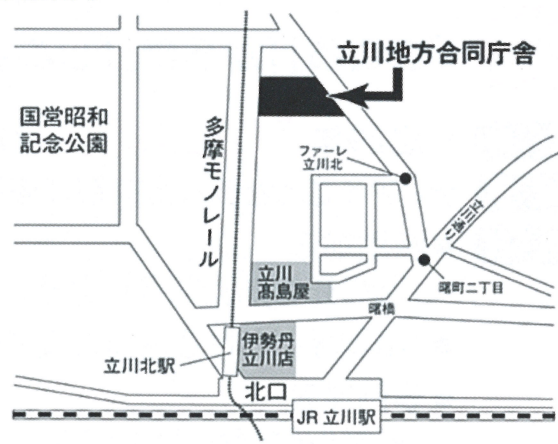 立川地方合同庁舎
国営昭和
記念公園
多摩モノレール
ファーレ
立川北
立川通り
立川
髙島屋
曙町二丁目
曙橋
伊勢丹
立川店
立川北駅
北口
JR 立川駅